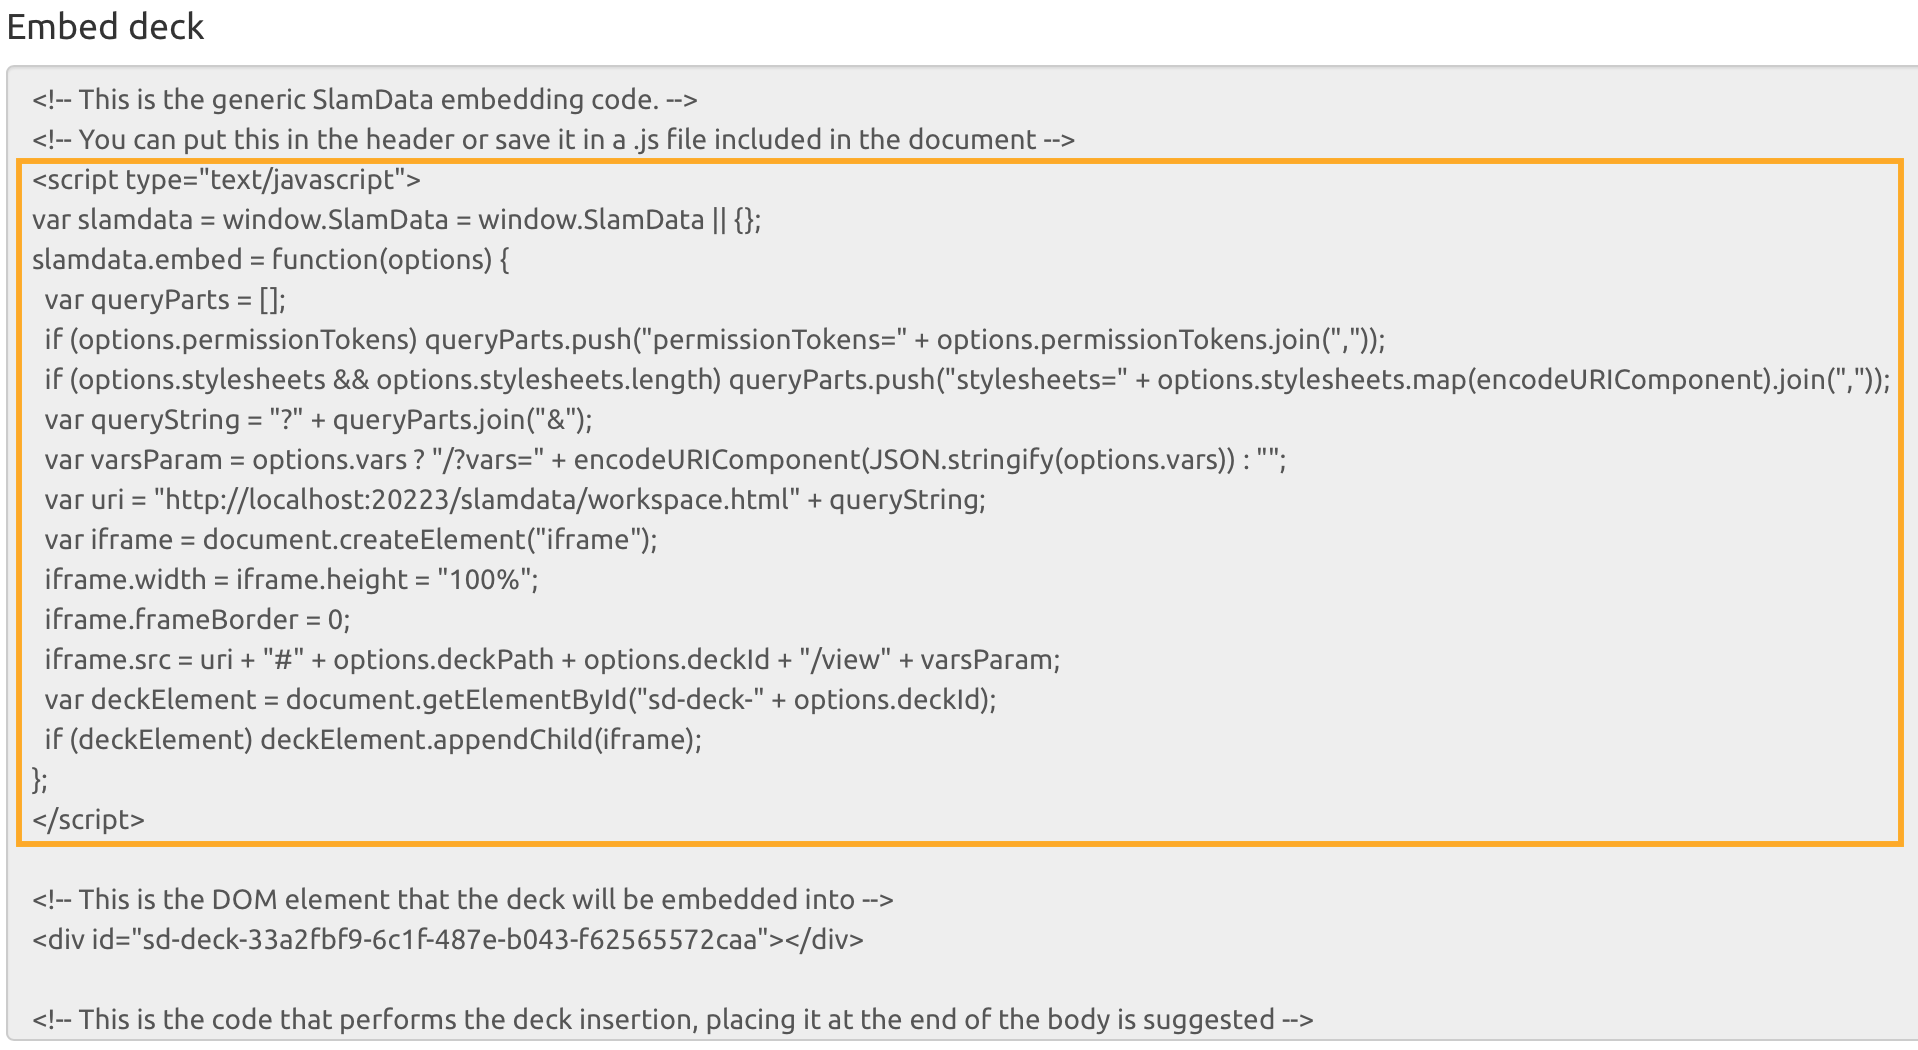 Embed deck
<!-- This is the generic SlamData embedding code. -->
<!-- You can put this in the header or save it in a .js file included in the document -->
<script type="text/javascript">
var slamdata = window.SlamData = window.SlamData || {};
slamdata.embed = function(options) {
  var queryParts = [];
  if (options.permissionTokens) queryParts.push("permissionTokens=" + options.permissionTokens.join(","));
  if (options.stylesheets && options.stylesheets.length) queryParts.push("stylesheets=" + options.stylesheets.map(encodeURIComponent).join(","));
  var queryString = "?" + queryParts.join("&");
  var varsParam = options.vars ? "/?vars=" + encodeURIComponent(JSON.stringify(options.vars)) : "";
  var uri = "http://localhost:20223/slamdata/workspace.html" + queryString;
  var iframe = document.createElement("iframe");
  iframe.width = iframe.height = "100%";
  iframe.frameBorder = 0;
  iframe.src = uri + "#" + options.deckPath + options.deckId + "/view" + varsParam;
  var deckElement = document.getElementById("sd-deck-" + options.deckId);
  if (deckElement) deckElement.appendChild(iframe);
};
</script>
<!-- This is the DOM element that the deck will be embedded into -->
<div id="sd-deck-33a2fbf9-6c1f-487e-b043-f62565572caa"></div>
<!-- This is the code that performs the deck insertion, placing it at the end of the body is suggested -->